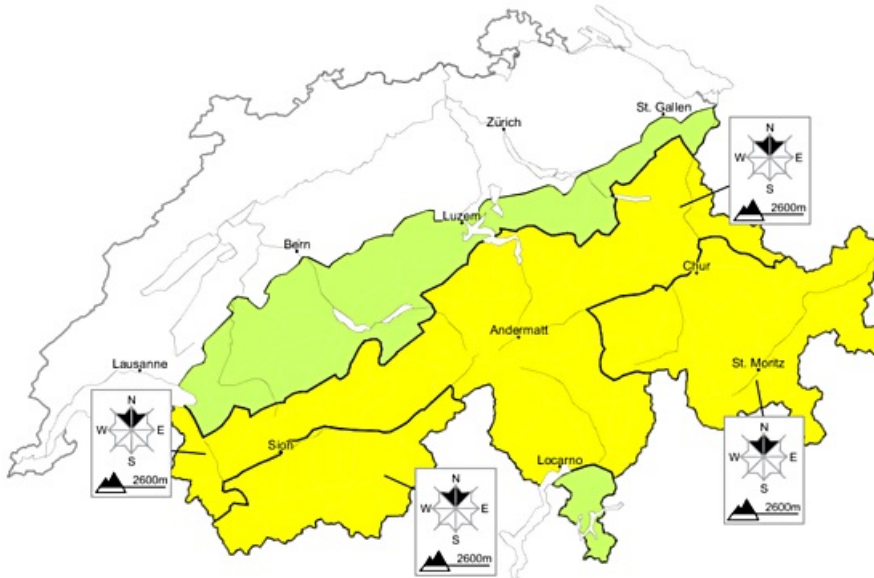 St. Gallen
Zürich
N
W E
S
2600m
Luzern
Bern
Chur
Andermatt
Lausanne
St. Moritz
N
W E
S
2600m
Sion
Locarno
N
W E
S
2600m
N
W E
S
2600m